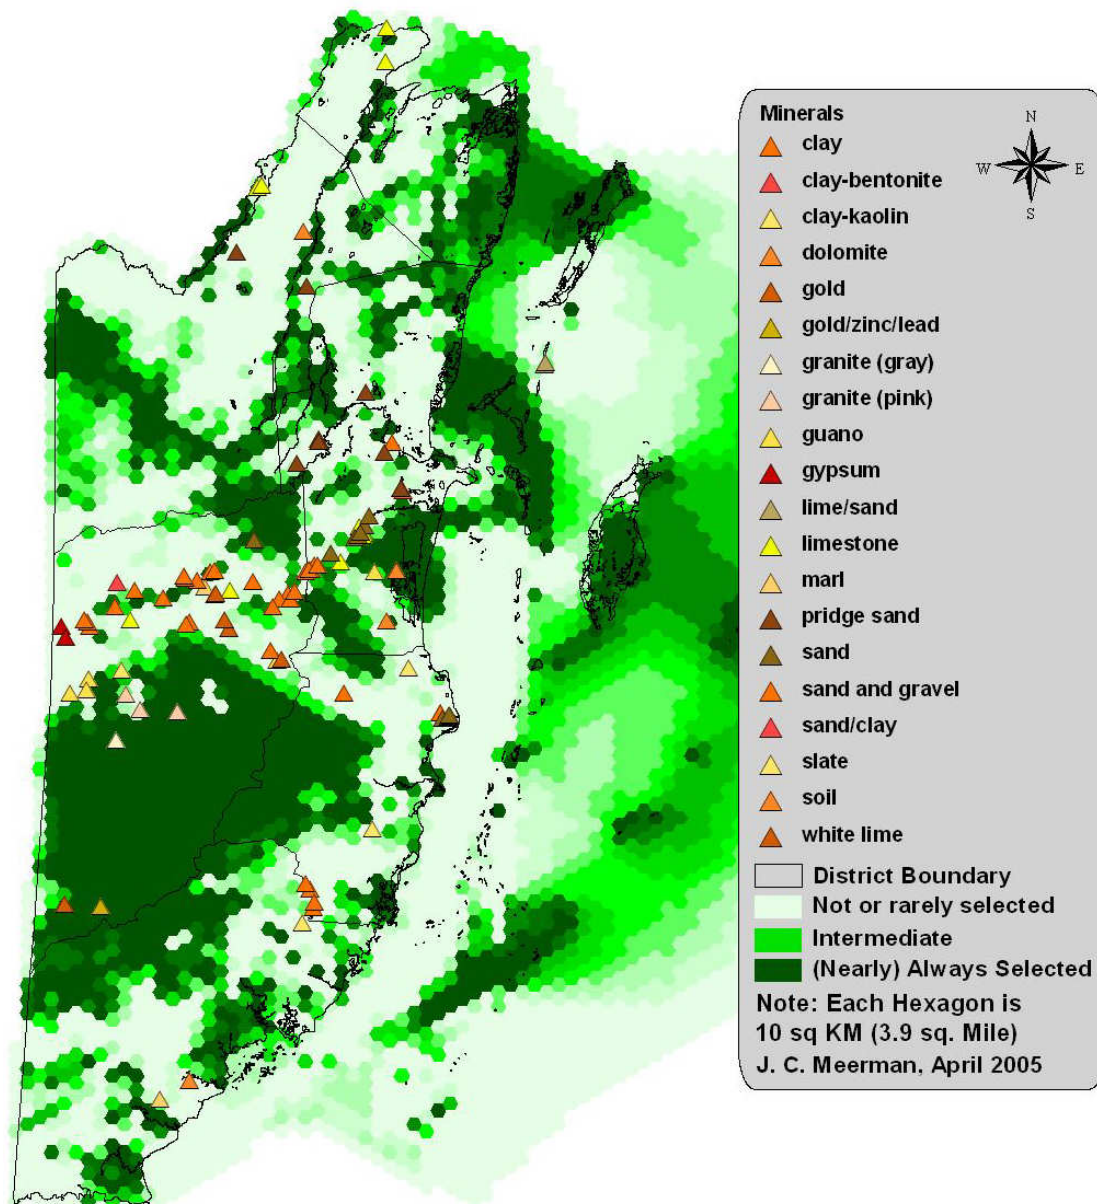 Minerals
N
W
E
S
clay
clay-bentonite
clay-kaolin
dolomite
gold
gold/zinc/lead
granite (gray)
granite (pink)
guano
gypsum
lime/sand
limestone
marl
pridge sand
sand
sand and gravel
sand/clay
slate
soil
white lime
District Boundary
Not or rarely selected
Intermediate
(Nearly) Always Selected
Note: Each Hexagon is
10 sq KM (3.9 sq. Mile)
J. C. Meerman, April 2005